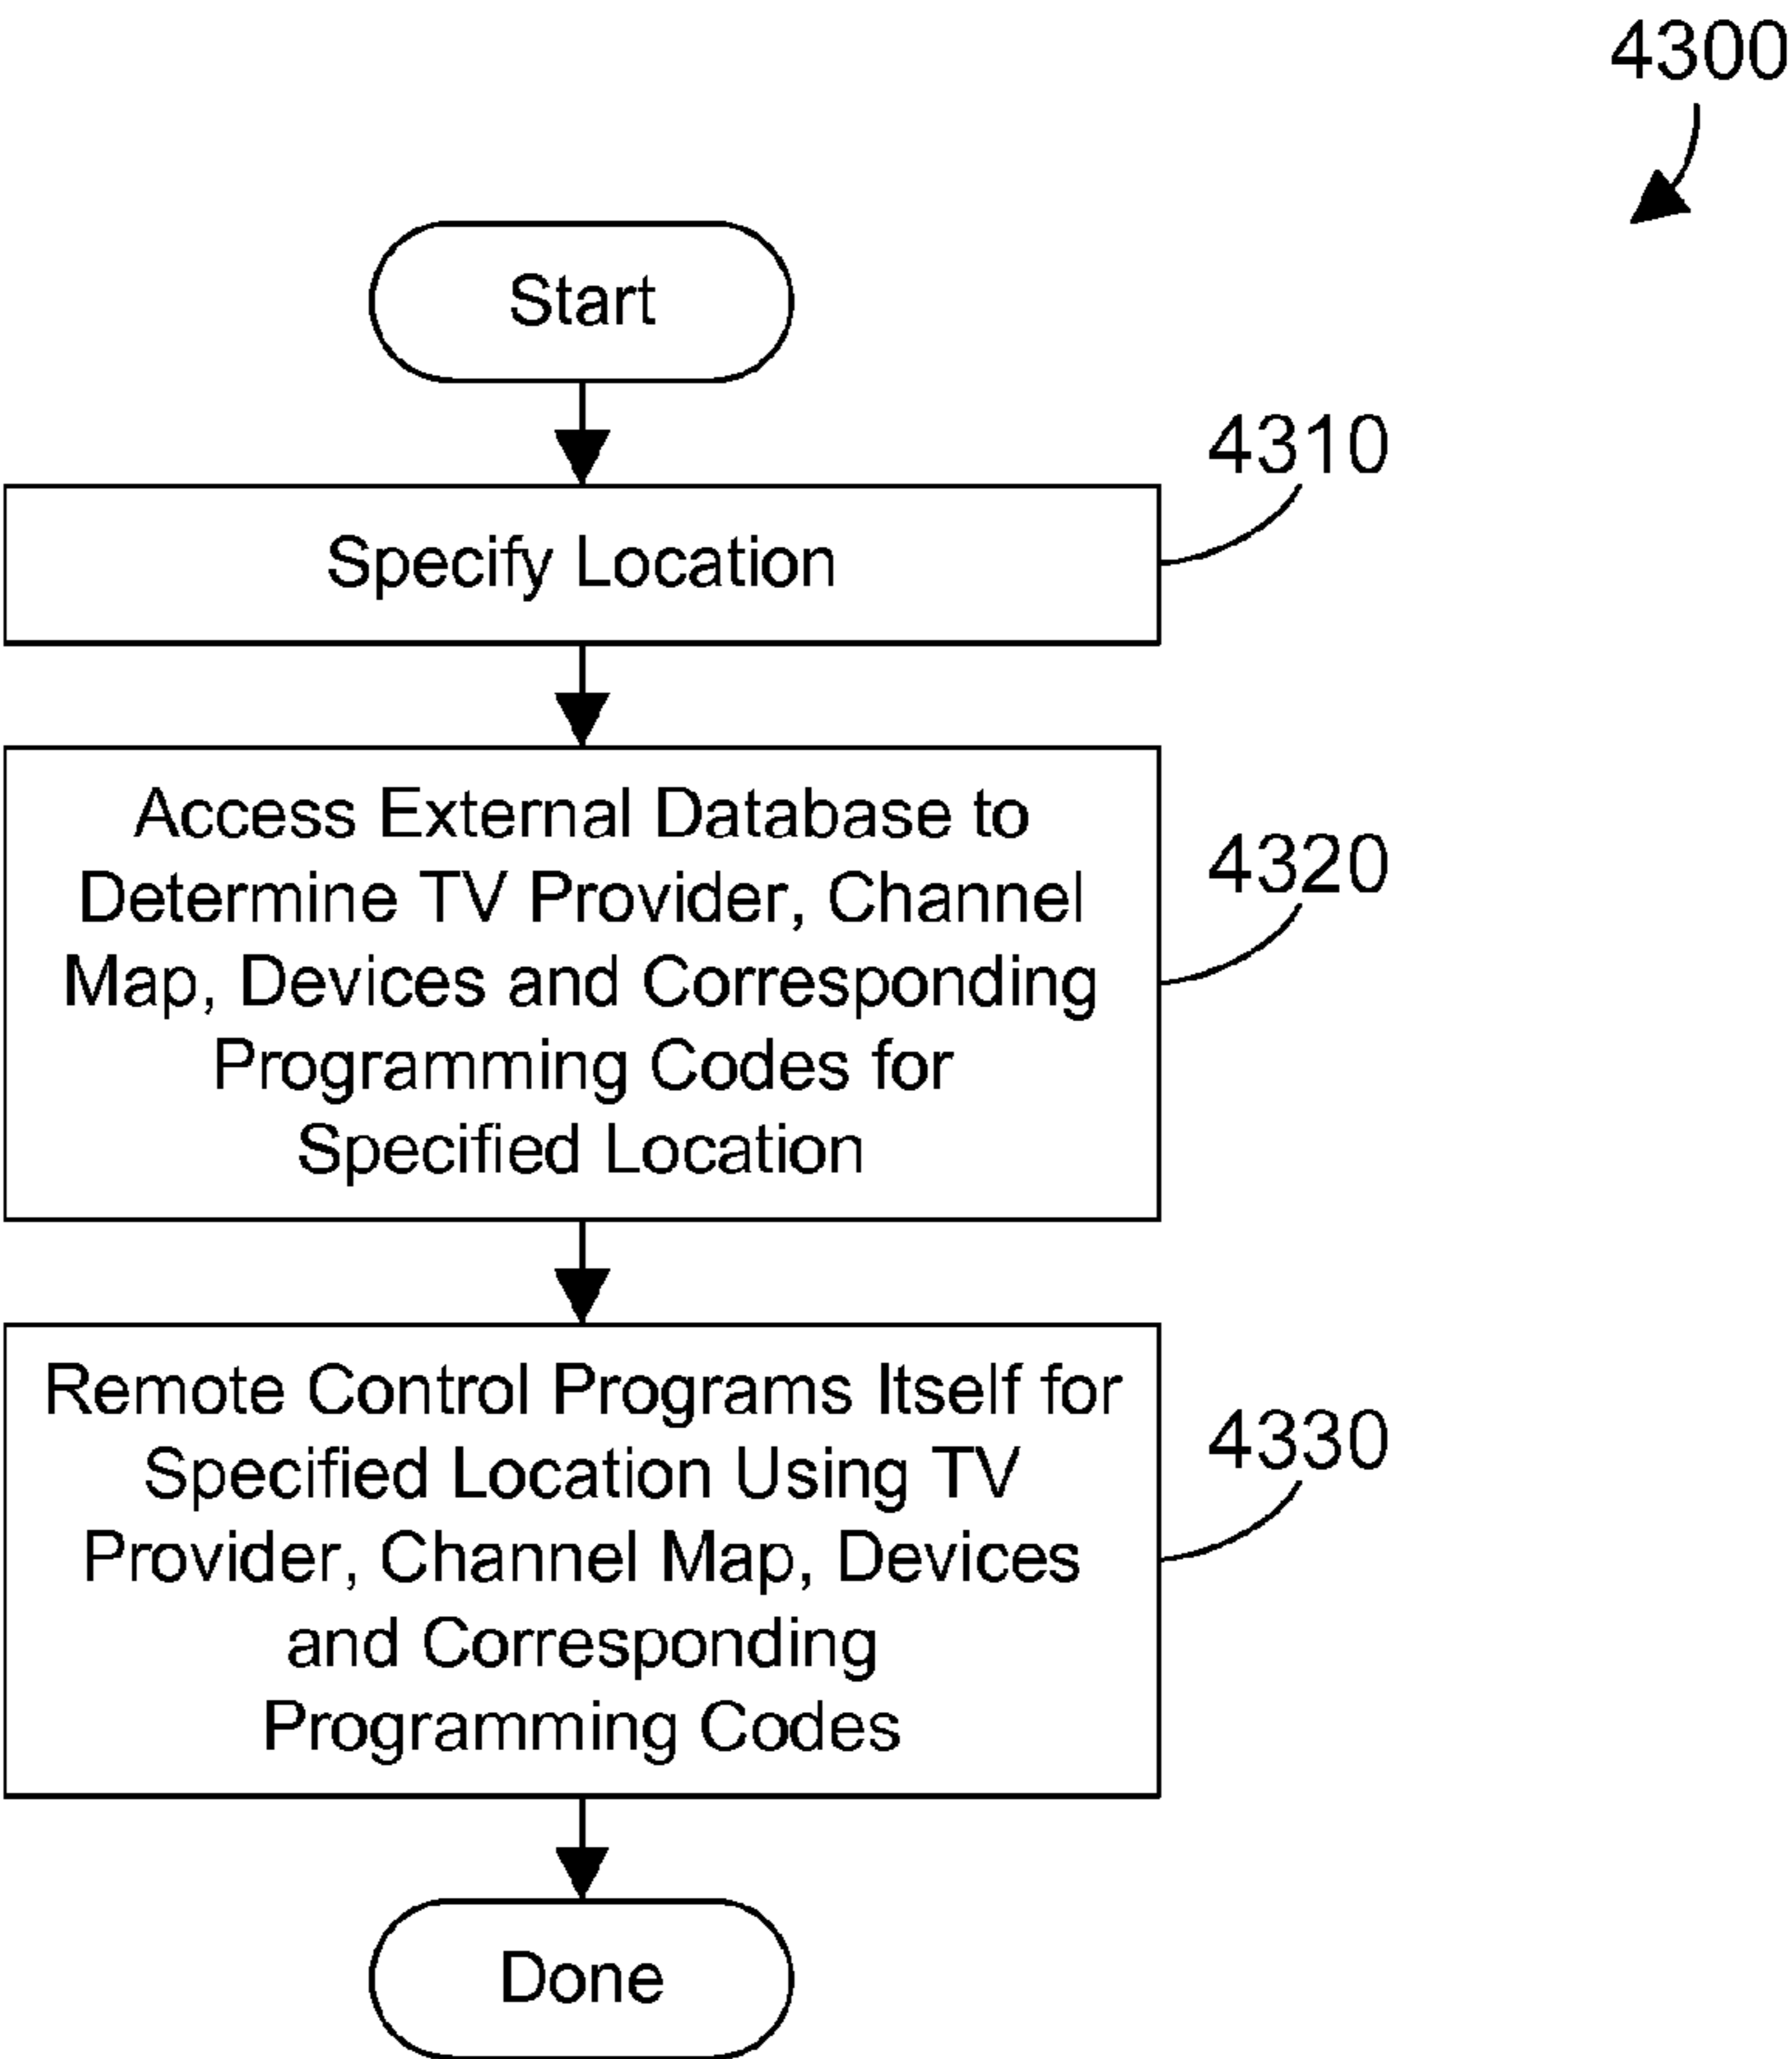 4300
Start
4310
Specify Location
Access External Database to
Determine TV Provider, Channel
Map, Devices and Corresponding
Programming Codes for
Specified Location
4320
Remote Control Programs Itself for
Specified Location Using TV
Provider, Channel Map, Devices
and Corresponding
Programming Codes
4330
Done